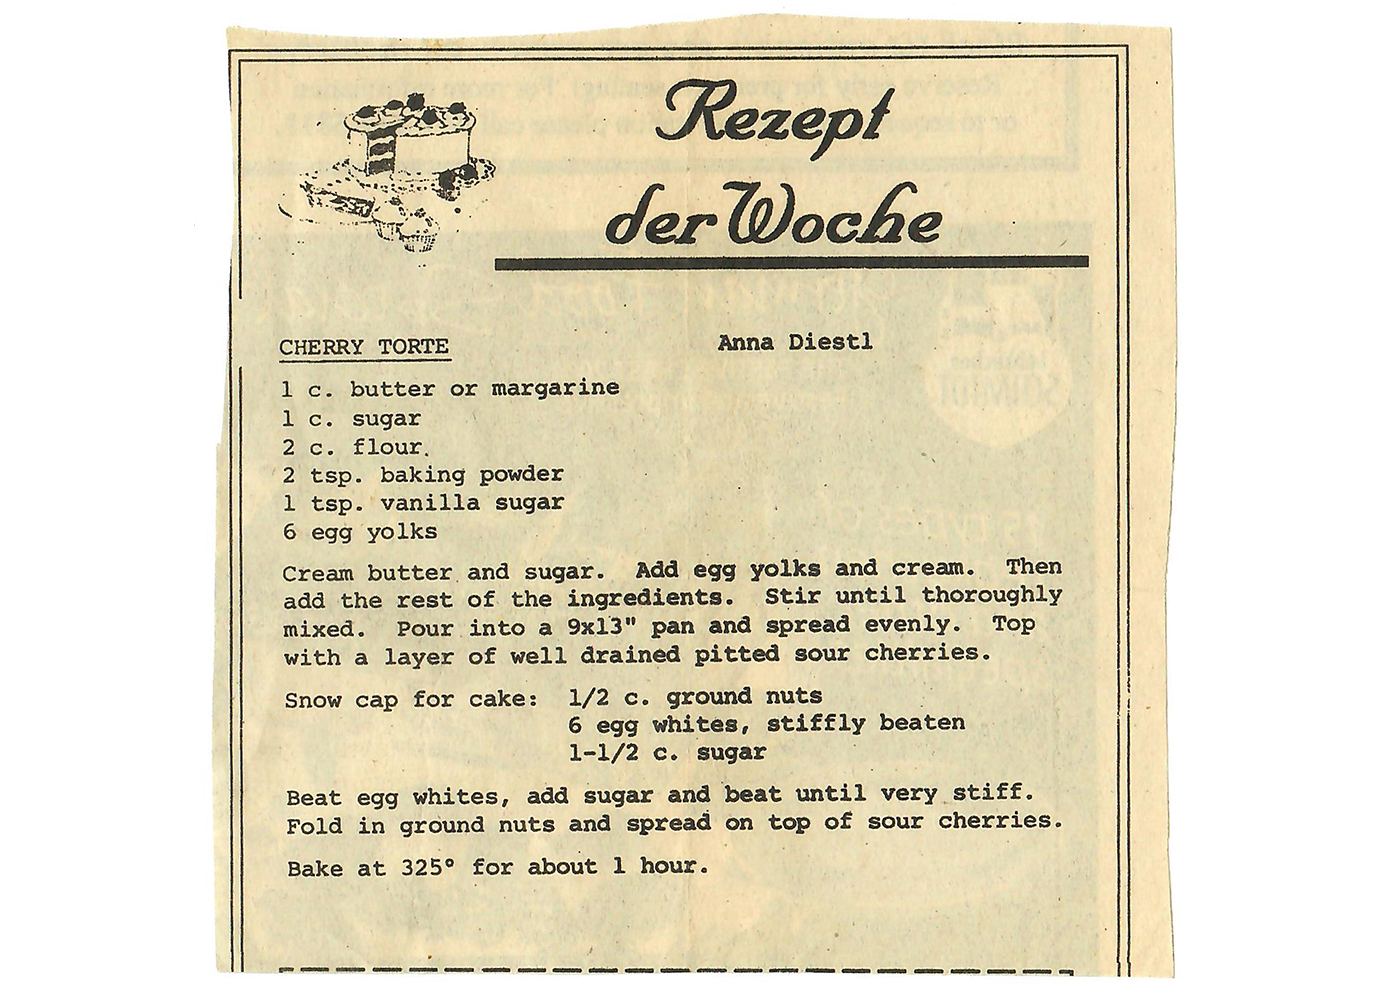 Rezept
der Woche
CHERRY TORTE Anna Diestl
1 c. butter or margarine
1 c. sugar
2 c. flour.
2 tsp. baking powder
1 tsp. vanilla sugar
6 egg yolks
Cream butter and sugar. Add egg yolks and cream. Then
add the rest of the ingredients. Stir until thoroughly
mixed. Pour into a 9x13" pan and spread evenly. Top
with a layer of well drained pitted sour cherries.
Snow cap for cake: 1/2 c. ground nuts
6 egg whites, stiffly beaten
1-1/2 c. sugar
Beat egg whites, add sugar and beat until very stiff.
Fold in ground nuts and spread on top of sour cherries.
Bake at 325° for about 1 hour.